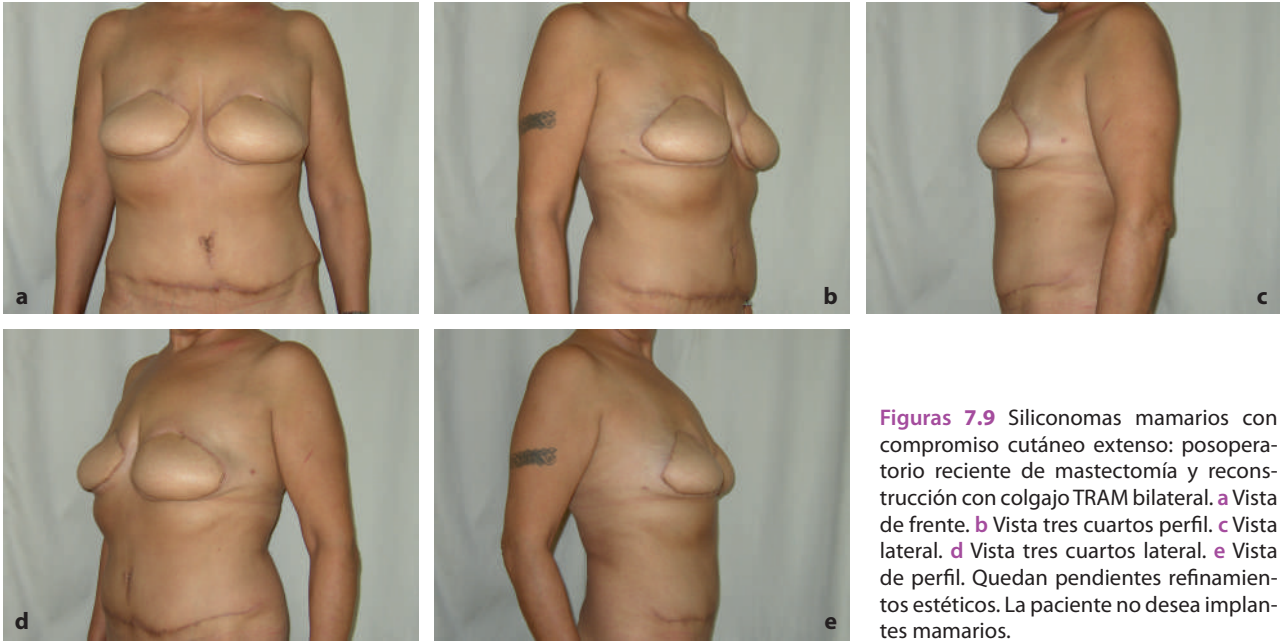 a
b
c
d
e
Figuras 7.9 Siliconomas mamarios con
compromiso cutáneo extenso: posopera-
torio reciente de mastectomía y recons-
trucción con colgajo TRAM bilateral. a Vista
de frente. b Vista tres cuartos perfil. c Vista
lateral. d Vista tres cuartos lateral. e Vista
de perfil. Quedan pendientes refinamien-
tos estéticos. La paciente no desea implan-
tes mamarios.